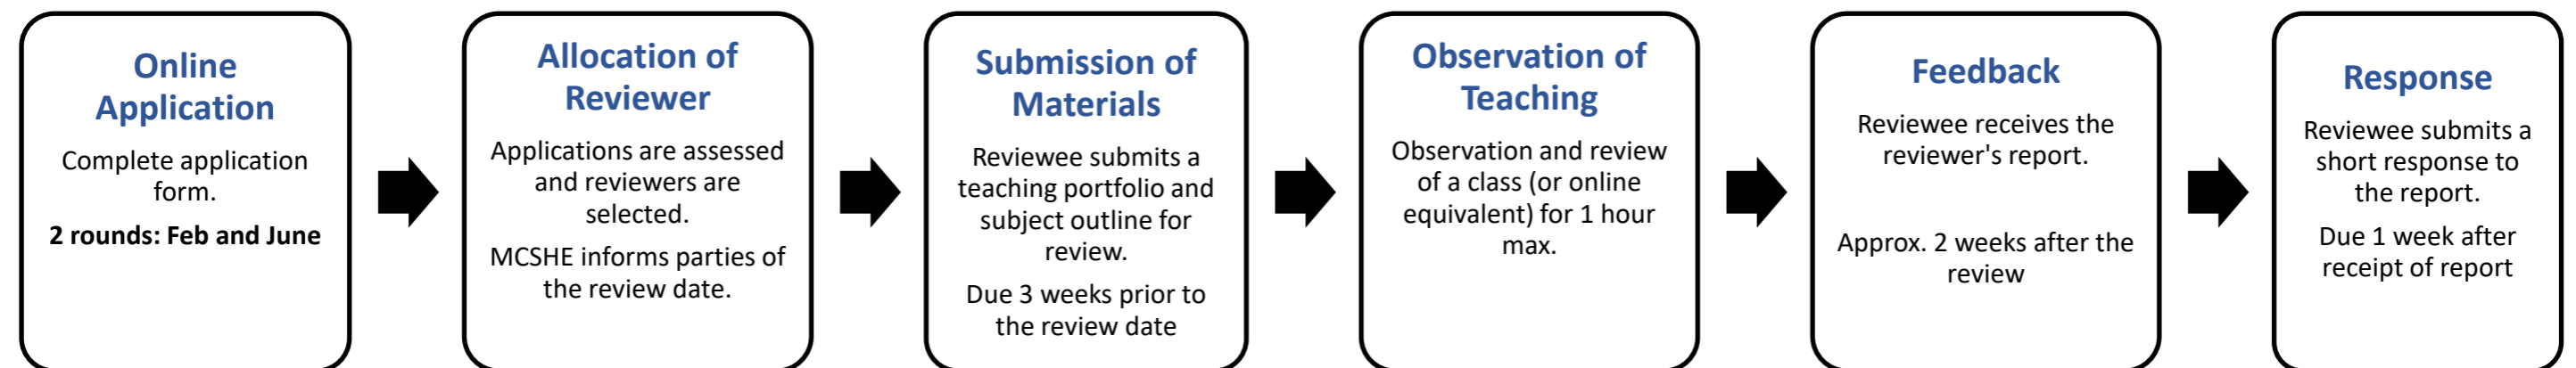 Online
Application
Complete application
form.
2 rounds: Feb and June
Allocation of
Reviewer
Applications are assessed
and reviewers are
selected.
MCSHE informs parties of
the review date.
Submission of
Materials
Reviewee submits a
teaching portfolio and
subject outline for
review.
Due 3 weeks prior to
the review date
Observation of
Teaching
Observation and review
of a class (or online
equivalent) for 1 hour
max.
Feedback
Reviewee receives the
reviewer's report.
Approx. 2 weeks after the
review
Response
Reviewee submits a
short response to
the report.
Due 1 week after
receipt of report